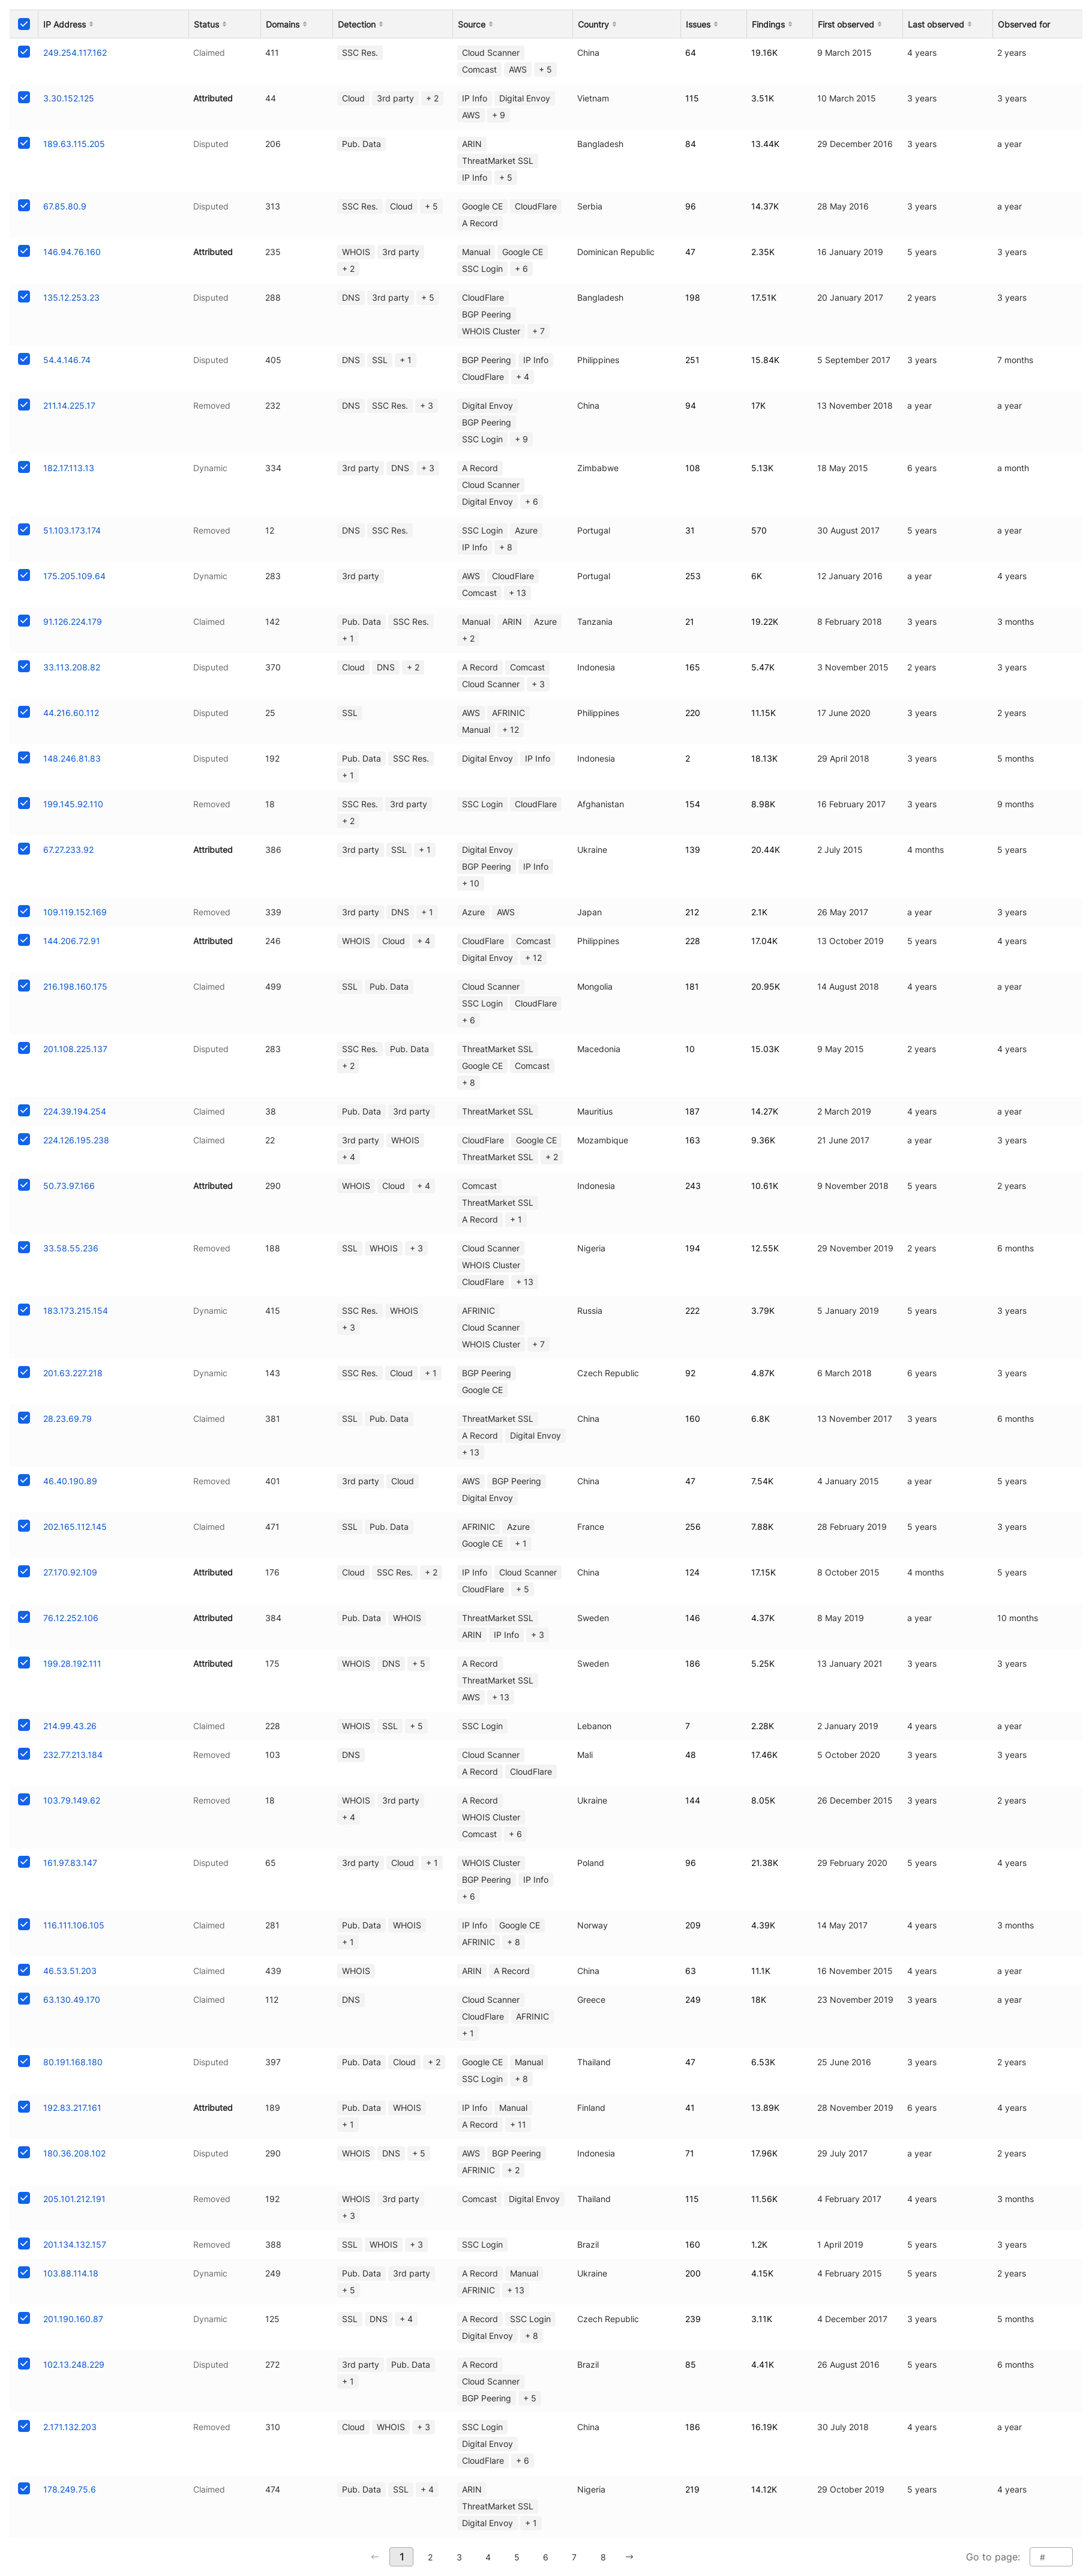 IP Address Status Domains Detection Source Country Issues Findings First observed Last observed Observed for
249.254.117.162 Claimed 411 SSC Res. Cloud Scanner China 64 19.16K 9 March 2015 4 years 2 years
Comcast AWS + 5
3.30.152.125 Attributed 44 Cloud 3rd party + 2 IP Info Digital Envoy Vietnam 115 3.51K 10 March 2015 3 years 3 years
AWS + 9
189.63.115.205 Disputed 206 Pub. Data ARIN Bangladesh 84 13.44K 29 December 2016 3 years a year
ThreatMarket SSL
IP Info + 5
67.85.80.9 Disputed 313 SSC Res. Cloud + 5 Google CE CloudFlare Serbia 96 14.37K 28 May 2016 3 years a year
A Record
146.94.76.160 Attributed 235 WHOIS 3rd party Manual Google CE Dominican Republic 47 2.35K 16 January 2019 5 years 3 years
+ 2 SSC Login + 6
135.12.253.23 Disputed 288 DNS 3rd party + 5 CloudFlare Bangladesh 198 17.51K 20 January 2017 2 years 3 years
BGP Peering
WHOIS Cluster + 7
54.4.146.74 Disputed 405 DNS SSL + 1 BGP Peering IP Info Philippines 251 15.84K 5 September 2017 3 years 7 months
CloudFlare + 4
211.14.225.17 Removed 232 DNS SSC Res. + 3 Digital Envoy China 94 17K 13 November 2018 a year a year
BGP Peering
SSC Login + 9
182.17.113.13 Dynamic 334 3rd party DNS + 3 A Record Zimbabwe 108 5.13K 18 May 2015 6 years a month
Cloud Scanner
Digital Envoy + 6
51.103.173.174 Removed 12 DNS SSC Res. SSC Login Azure Portugal 31 570 30 August 2017 5 years a year
IP Info + 8
175.205.109.64 Dynamic 283 3rd party AWS CloudFlare Portugal 253 6K 12 January 2016 a year 4 years
Comcast + 13
91.126.224.179 Claimed 142 Pub. Data SSC Res. Manual ARIN Azure Tanzania 21 19.22K 8 February 2018 3 years 3 months
+ 1 + 2
33.113.208.82 Disputed 370 Cloud DNS + 2 A Record Comcast Indonesia 165 5.47K 3 November 2015 2 years 3 years
Cloud Scanner + 3
44.216.60.112 Disputed 25 SSL AWS AFRINIC Philippines 220 11.15K 17 June 2020 3 years 2 years
Manual + 12
148.246.81.83 Disputed 192 Pub. Data SSC Res. Digital Envoy IP Info Indonesia 2 18.13K 29 April 2018 3 years 5 months
+ 1
199.145.92.110 Removed 18 SSC Res. 3rd party SSC Login CloudFlare Afghanistan 154 8.98K 16 February 2017 3 years 9 months
+ 2
67.27.233.92 Attributed 386 3rd party SSL + 1 Digital Envoy Ukraine 139 20.44K 2 July 2015 4 months 5 years
BGP Peering IP Info
+ 10
109.119.152.169 Removed 339 3rd party DNS + 1 Azure AWS Japan 212 2.1K 26 May 2017 a year 3 years
144.206.72.91 Attributed 246 WHOIS Cloud + 4 CloudFlare Comcast Philippines 228 17.04K 13 October 2019 5 years 4 years
Digital Envoy + 12
216.198.160.175 Claimed 499 SSL Pub. Data Cloud Scanner Mongolia 181 20.95K 14 August 2018 4 years a year
SSC Login CloudFlare
+ 6
201.108.225.137 Disputed 283 SSC Res. Pub. Data ThreatMarket SSL Macedonia 10 15.03K 9 May 2015 2 years 4 years
+ 2 Google CE Comcast
+ 8
224.39.194.254 Claimed 38 Pub. Data 3rd party ThreatMarket SSL Mauritius 187 14.27K 2 March 2019 4 years a year
224.126.195.238 Claimed 22 3rd party WHOIS CloudFlare Google CE Mozambique 163 9.36K 21 June 2017 a year 3 years
+ 4 ThreatMarket SSL + 2
50.73.97.166 Attributed 290 WHOIS Cloud + 4 Comcast Indonesia 243 10.61K 9 November 2018 5 years 2 years
ThreatMarket SSL
A Record + 1
33.58.55.236 Removed 188 SSL WHOIS + 3 Cloud Scanner Nigeria 194 12.55K 29 November 2019 2 years 6 months
WHOIS Cluster
CloudFlare + 13
183.173.215.154 Dynamic 415 SSC Res. WHOIS AFRINIC Russia 222 3.79K 5 January 2019 5 years 3 years
+ 3 Cloud Scanner
WHOIS Cluster + 7
201.63.227.218 Dynamic 143 SSC Res. Cloud + 1 BGP Peering Czech Republic 92 4.87K 6 March 2018 6 years 3 years
Google CE
28.23.69.79 Claimed 381 SSL Pub. Data ThreatMarket SSL China 160 6.8K 13 November 2017 3 years 6 months
A Record Digital Envoy
+ 13
46.40.190.89 Removed 401 3rd party Cloud AWS BGP Peering China 47 7.54K 4 January 2015 a year 5 years
Digital Envoy
202.165.112.145 Claimed 471 SSL Pub. Data AFRINIC Azure France 256 7.88K 28 February 2019 5 years 3 years
Google CE + 1
27.170.92.109 Attributed 176 Cloud SSC Res. + 2 IP Info Cloud Scanner China 124 17.15K 8 October 2015 4 months 5 years
CloudFlare + 5
76.12.252.106 Attributed 384 Pub. Data WHOIS ThreatMarket SSL Sweden 146 4.37K 8 May 2019 a year 10 months
ARIN IP Info + 3
199.28.192.111 Attributed 175 WHOIS DNS + 5 A Record Sweden 186 5.25K 13 January 2021 3 years 3 years
ThreatMarket SSL
AWS + 13
214.99.43.26 Claimed 228 WHOIS SSL + 5 SSC Login Lebanon 7 2.28K 2 January 2019 4 years a year
232.77.213.184 Removed 103 DNS Cloud Scanner Mali 48 17.46K 5 October 2020 3 years 3 years
A Record CloudFlare
103.79.149.62 Removed 18 WHOIS 3rd party A Record Ukraine 144 8.05K 26 December 2015 3 years 2 years
+ 4 WHOIS Cluster
Comcast + 6
161.97.83.147 Disputed 65 3rd party Cloud + 1 WHOIS Cluster Poland 96 21.38K 29 February 2020 5 years 4 years
BGP Peering IP Info
+ 6
116.111.106.105 Claimed 281 Pub. Data WHOIS IP Info Google CE Norway 209 4.39K 14 May 2017 4 years 3 months
+ 1 AFRINIC + 8
46.53.51.203 Claimed 439 WHOIS ARIN A Record China 63 11.1K 16 November 2015 4 years a year
63.130.49.170 Claimed 112 DNS Cloud Scanner Greece 249 18K 23 November 2019 3 years a year
CloudFlare AFRINIC
+ 1
80.191.168.180 Disputed 397 Pub. Data Cloud + 2 Google CE Manual Thailand 47 6.53K 25 June 2016 3 years 2 years
SSC Login + 8
192.83.217.161 Attributed 189 Pub. Data WHOIS IP Info Manual Finland 41 13.89K 28 November 2019 6 years 4 years
+ 1 A Record + 11
180.36.208.102 Disputed 290 WHOIS DNS + 5 AWS BGP Peering Indonesia 71 17.96K 29 July 2017 a year 2 years
AFRINIC + 2
205.101.212.191 Removed 192 WHOIS 3rd party Comcast Digital Envoy Thailand 115 11.56K 4 February 2017 4 years 3 months
+ 3
201.134.132.157 Removed 388 SSL WHOIS + 3 SSC Login Brazil 160 1.2K 1 April 2019 5 years 3 years
103.88.114.18 Dynamic 249 Pub. Data 3rd party A Record Manual Ukraine 200 4.15K 4 February 2015 5 years 2 years
+ 5 AFRINIC + 13
201.190.160.87 Dynamic 125 SSL DNS + 4 A Record SSC Login Czech Republic 239 3.11K 4 December 2017 3 years 5 months
Digital Envoy + 8
102.13.248.229 Disputed 272 3rd party Pub. Data A Record Brazil 85 4.41K 26 August 2016 5 years 6 months
+ 1 Cloud Scanner
BGP Peering + 5
2.171.132.203 Removed 310 Cloud WHOIS + 3 SSC Login China 186 16.19K 30 July 2018 4 years a year
Digital Envoy
CloudFlare + 6
178.249.75.6 Claimed 474 Pub. Data SSL + 4 ARIN Nigeria 219 14.12K 29 October 2019 5 years 4 years
ThreatMarket SSL
Digital Envoy + 1
← 1 2 3 4 5 6 7 8 → Go to page: #